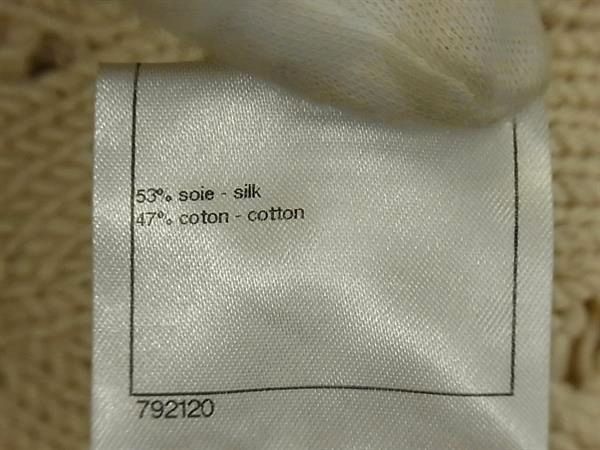 53% soie - silk
47% coton - cotton
792120